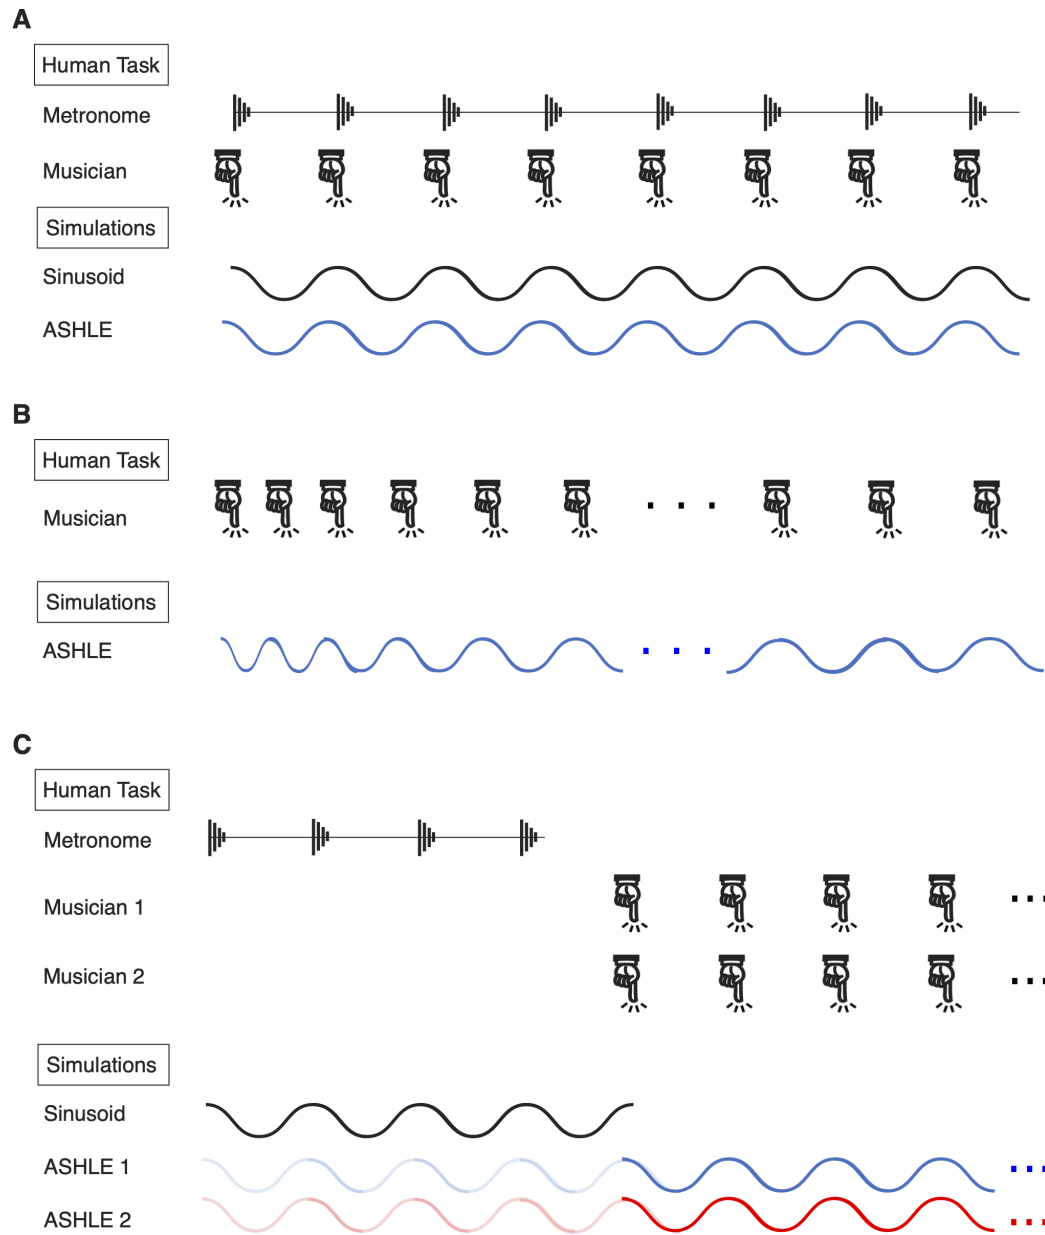 A
Human Task
Metronome
Musician
Simulations
Sinusoid
ASHLE
B
Human Task
Musician
Simulations
ASHLE
C
Human Task
Metronome
Musician 1
Musician 2
Simulations
Sinusoid
ASHLE 1
ASHLE 2